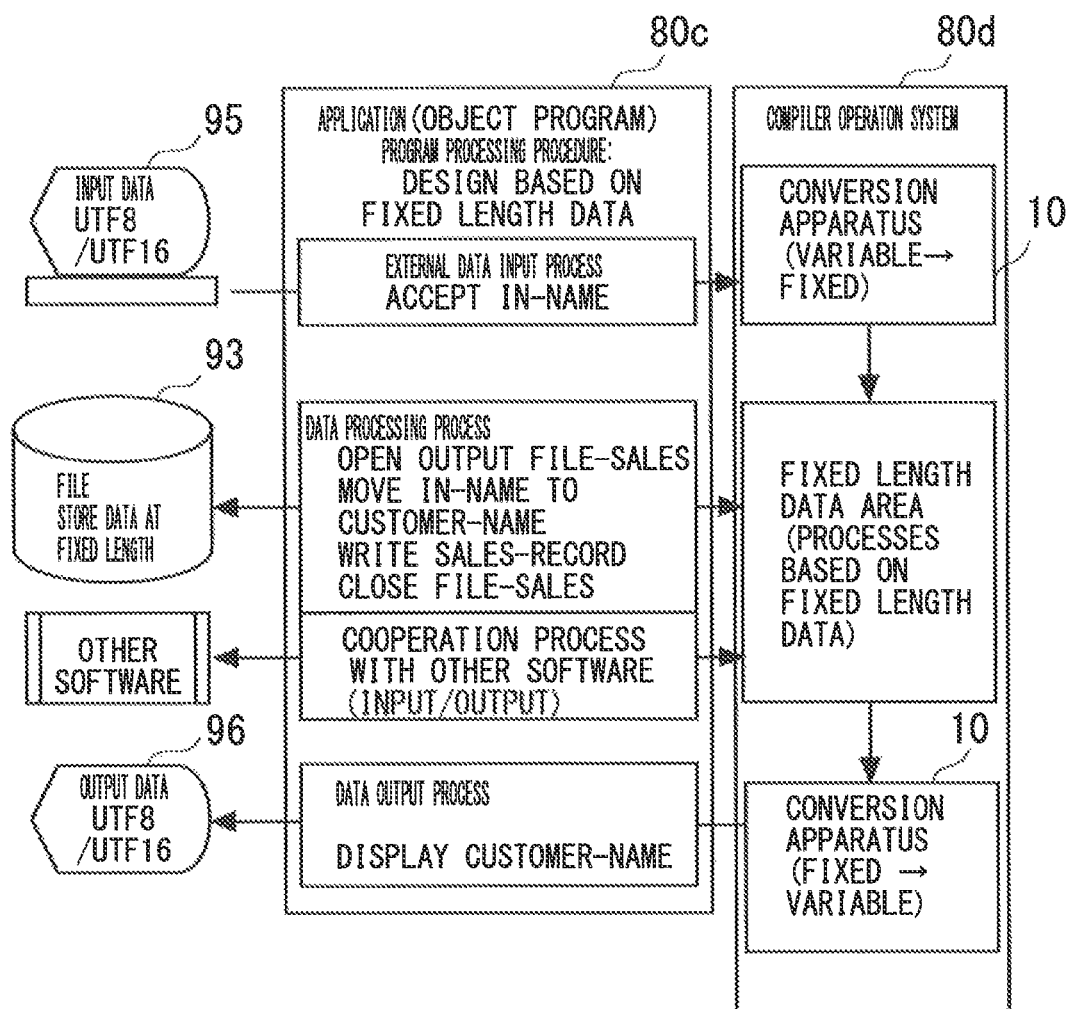 80c
80d
95
INPUT DATA
UTF8
/UTF16
APPLICATION (OBJECT PROGRAM)
PROGRAM PROCESSING PROCEDURE:
DESIGN BASED ON
FIXED LENGTH DATA
EXTERNAL DATA INPUT PROCESS
ACCEPT IN-NAME
COMPILER OPERATON SYSTEM
CONVERSION
APPARATUS
(VARIABLE→
FIXED)
10
93
FILE
STORE DATA AT
FIXED LENGTH
DATA PROCESSING PROCESS
OPEN OUTPUT FILE-SALES
MOVE IN-NAME TO
CUSTOMER-NAME
WRITE SALES-RECORD
CLOSE FILE-SALES
FIXED LENGTH
DATA AREA
(PROCESSES
BASED ON
FIXED LENGTH
DATA)
OTHER
SOFTWARE
COOPERATION PROCESS
WITH OTHER SOFTWARE
(INPUT/OUTPUT)
96
OUTPUT DATA
UTF8
/UTF16
DATA OUTPUT PROCESS
DISPLAY CUSTOMER-NAME
10
CONVERSION
APPARATUS
(FIXED →
VARIABLE)